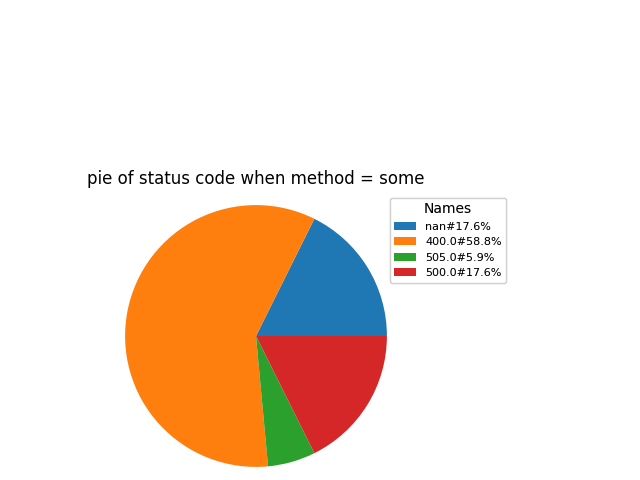 pie of status code when method = some
Names
nan#17.6%
400.0#58.8%
505.0#5.9%
500.0#17.6%